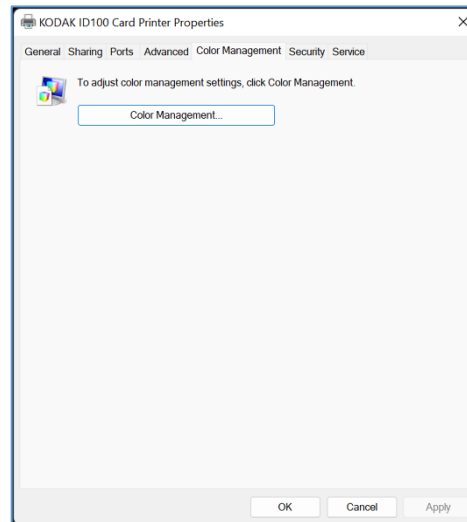 KODAK ID100 Card Printer Properties
General Sharing Ports Advanced Color Management Security Service
To adjust color management settings, click Color Management.
Color Management...
OK Cancel Apply